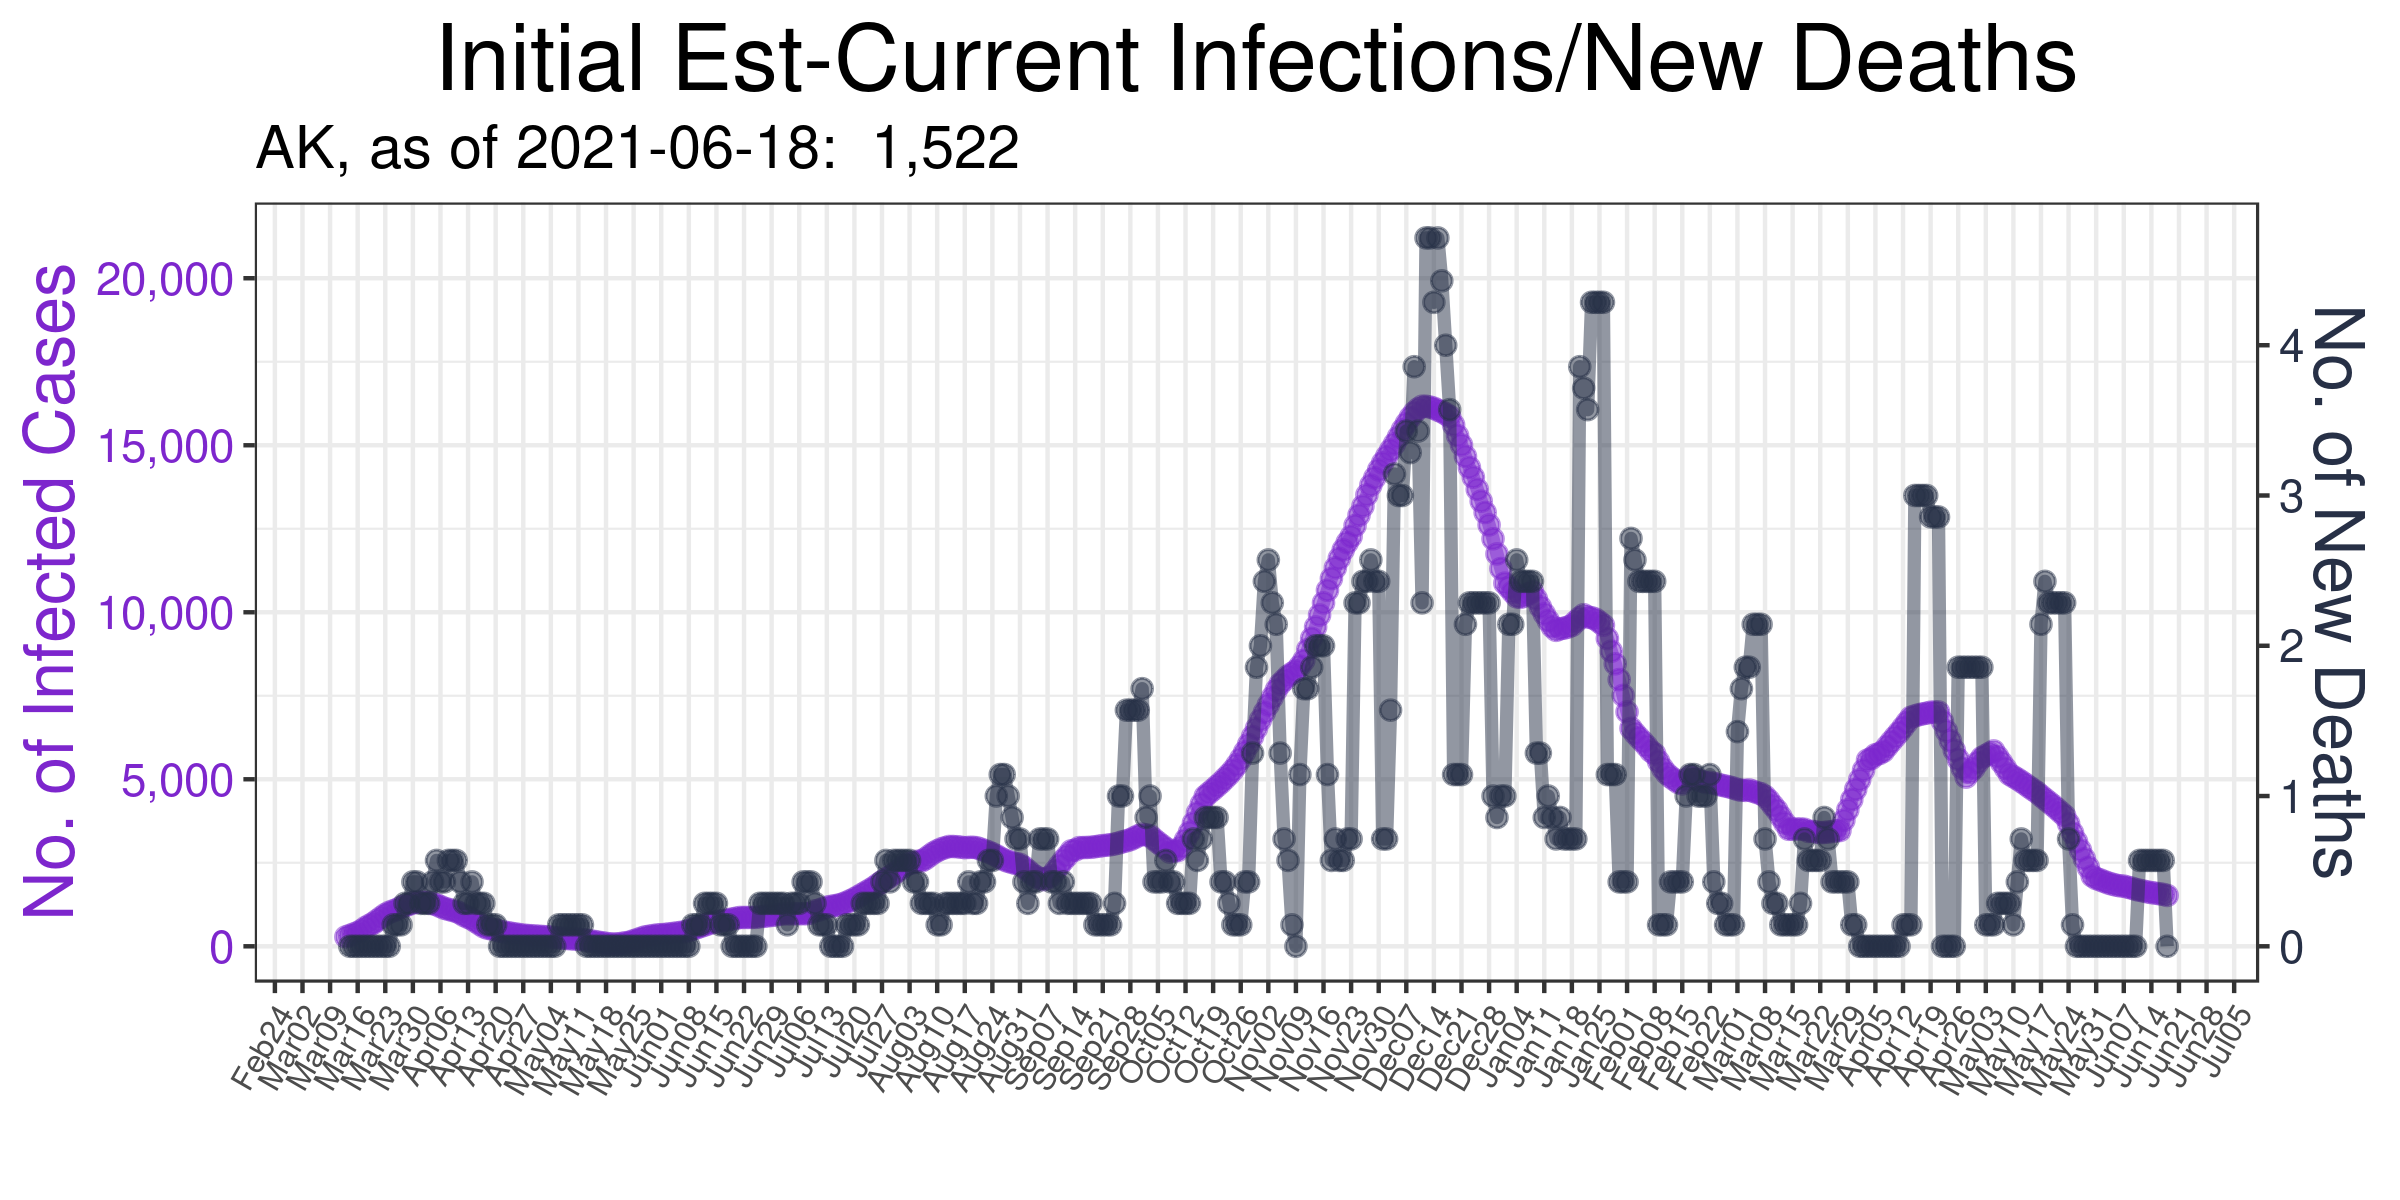 Initial Est-Current Infections/New Deaths
AK, as of 2021-06-18:  1,522
No. of Infected Cases
20,000
15,000
10,000
5,000
0
No. of New Deaths
4
3
2
1
0
Feb24
Mar02
Mar09
Mar16
Mar23
Mar30
Apr06
Apr13
Apr20
Apr27
May04
May11
May18
May25
Jun01
Jun08
Jun15
Jun22
Jun29
Jul06
Jul13
Jul20
Jul27
Aug03
Aug10
Aug17
Aug24
Aug31
Sep07
Sep14
Sep21
Sep28
Oct05
Oct12
Oct19
Oct26
Nov02
Nov09
Nov16
Nov23
Nov30
Dec07
Dec14
Dec21
Dec28
Jan04
Jan11
Jan18
Jan25
Feb01
Feb08
Feb15
Feb22
Mar01
Mar08
Mar15
Mar22
Mar29
Apr05
Apr12
Apr19
Apr26
May03
May10
May17
May24
May31
Jun07
Jun14
Jun21
Jun28
Jul05